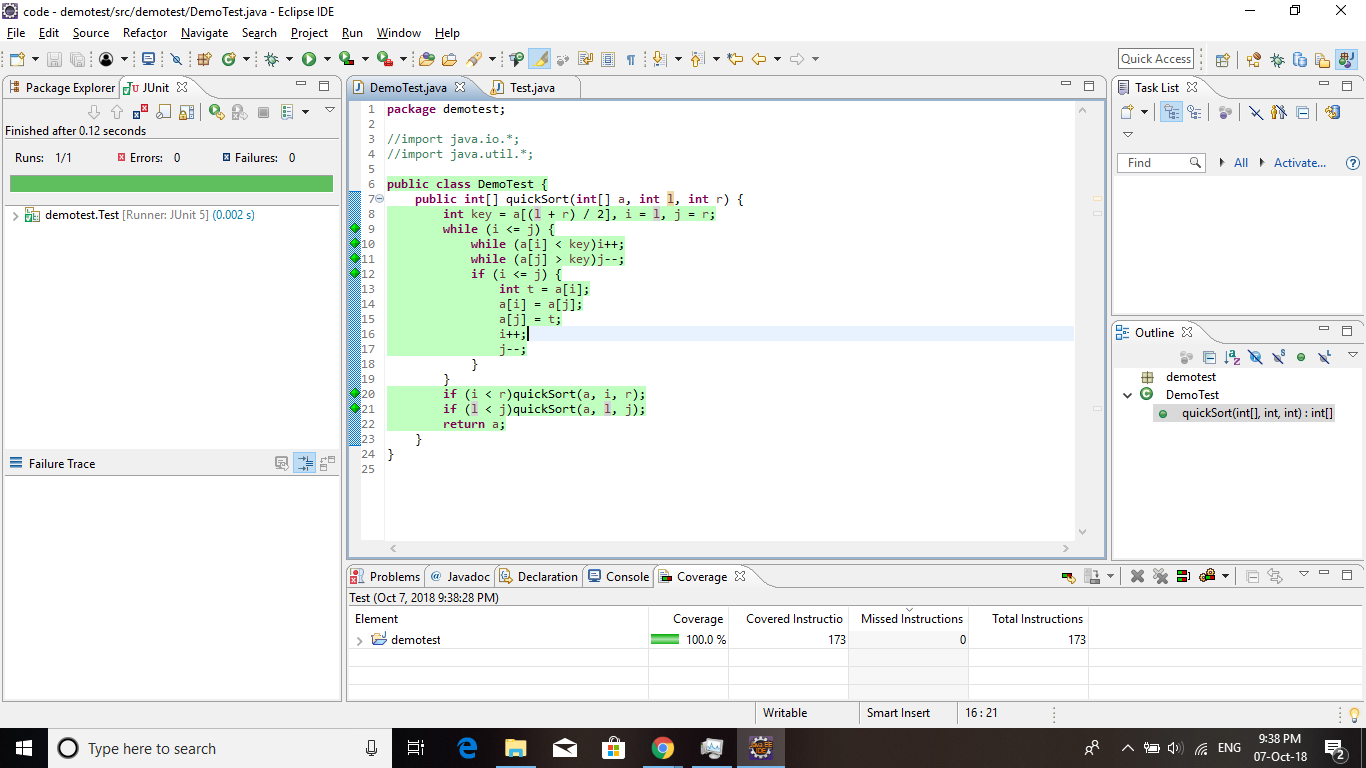 code - demotest/src/demotest/DemoTest.java - Eclipse IDE
File Edit Source Refactor Navigate Search Project Run Window Help
Quick Access
Package Explorer JUnit
Finished after 0.12 seconds
Runs: 1/1 Errors: 0 Failures: 0
demotest.Test [Runner: JUnit 5] (0.002 s)
Failure Trace
DemoTest.java Test.java
1 package demotest;
2
3 //import java.io.*;
4 //import java.util.*;
5
6 public class DemoTest {
7 public int[] quickSort(int[] a, int l, int r) {
8 int key = a[(l + r) / 2], i = l, j = r;
9 while (i <= j) {
10 while (a[i] < key)i++;
11 while (a[j] > key)j--;
12 if (i <= j) {
13 int t = a[i];
14 a[i] = a[j];
15 a[j] = t;
16 i++;
17 j--;
18 }
19 }
20 if (i < r)quickSort(a, i, r);
21 if (l < j)quickSort(a, l, j);
22 return a;
23 }
24 }
25
Task List
Find All Activate...
Outline
demotest
DemoTest
quickSort(int[], int, int) : int[]
Problems @ Javadoc Declaration Console Coverage
Test (Oct 7, 2018 9:38:28 PM)
Element Coverage Covered Instructio Missed Instructions Total Instructions
demotest 100.0 % 173 0 173
Writable Smart Insert 16 : 21
Type here to search
ENG 9:38 PM
07-Oct-18
2